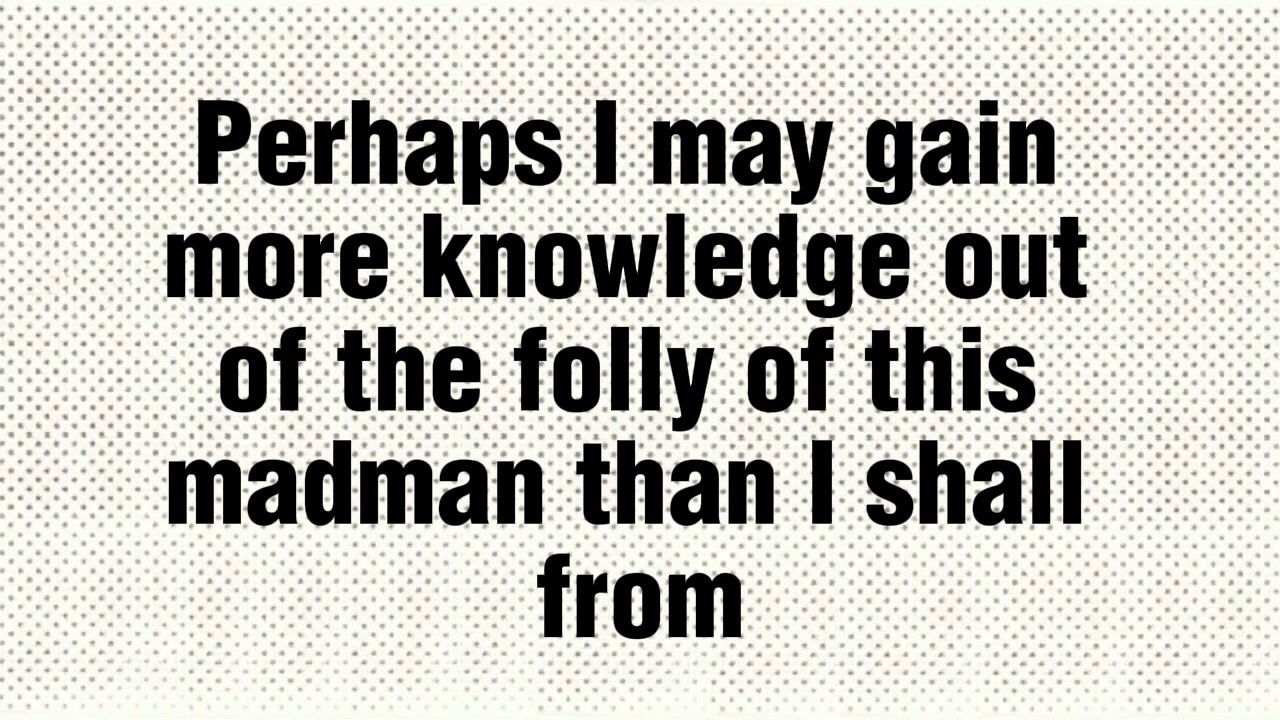 Perhaps I may gain
more knowledge out
of the folly of this
madman than I shall
from